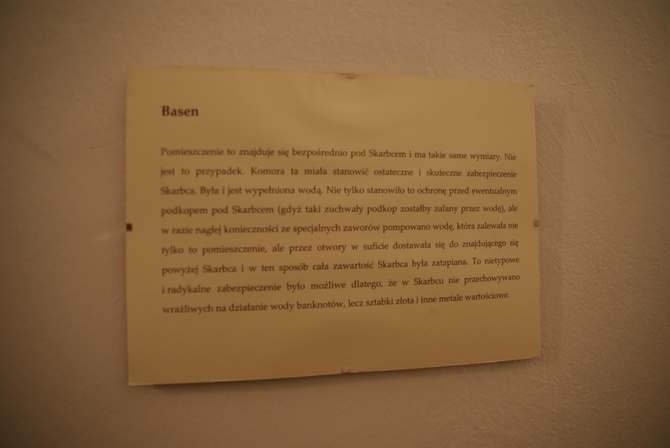 Basen
Pomieszczenie to znajduje się bezpośrednio pod Skarbcem i ma takie same wymiary. Nie
jest to przypadek. Komora ta miała stanowić ostateczne i skuteczne zabezpieczenie
Skarbca. Była i jest wypełniona wodą. Nie tylko stanowiło to ochronę przed ewentualnym
podkopem pod Skarbcem (gdyż taki zuchwały podkop zostałby zalany przez wodę), ale
w razie nagłej konieczności ze specjalnych zaworów pompowano wodę, która zalewała nie
tylko to pomieszczenie, ale przez otwory w suficie dostawała się do znajdującego się
powyżej Skarbca i w ten sposób cała zawartość Skarbca była zatapiana. To nietypowe
i radykalne zabezpieczenie było możliwe dlatego, że w Skarbcu nie przechowywano
wrażliwych na działanie wody banknotów, lecz sztabki złota i inne metale wartościowe.